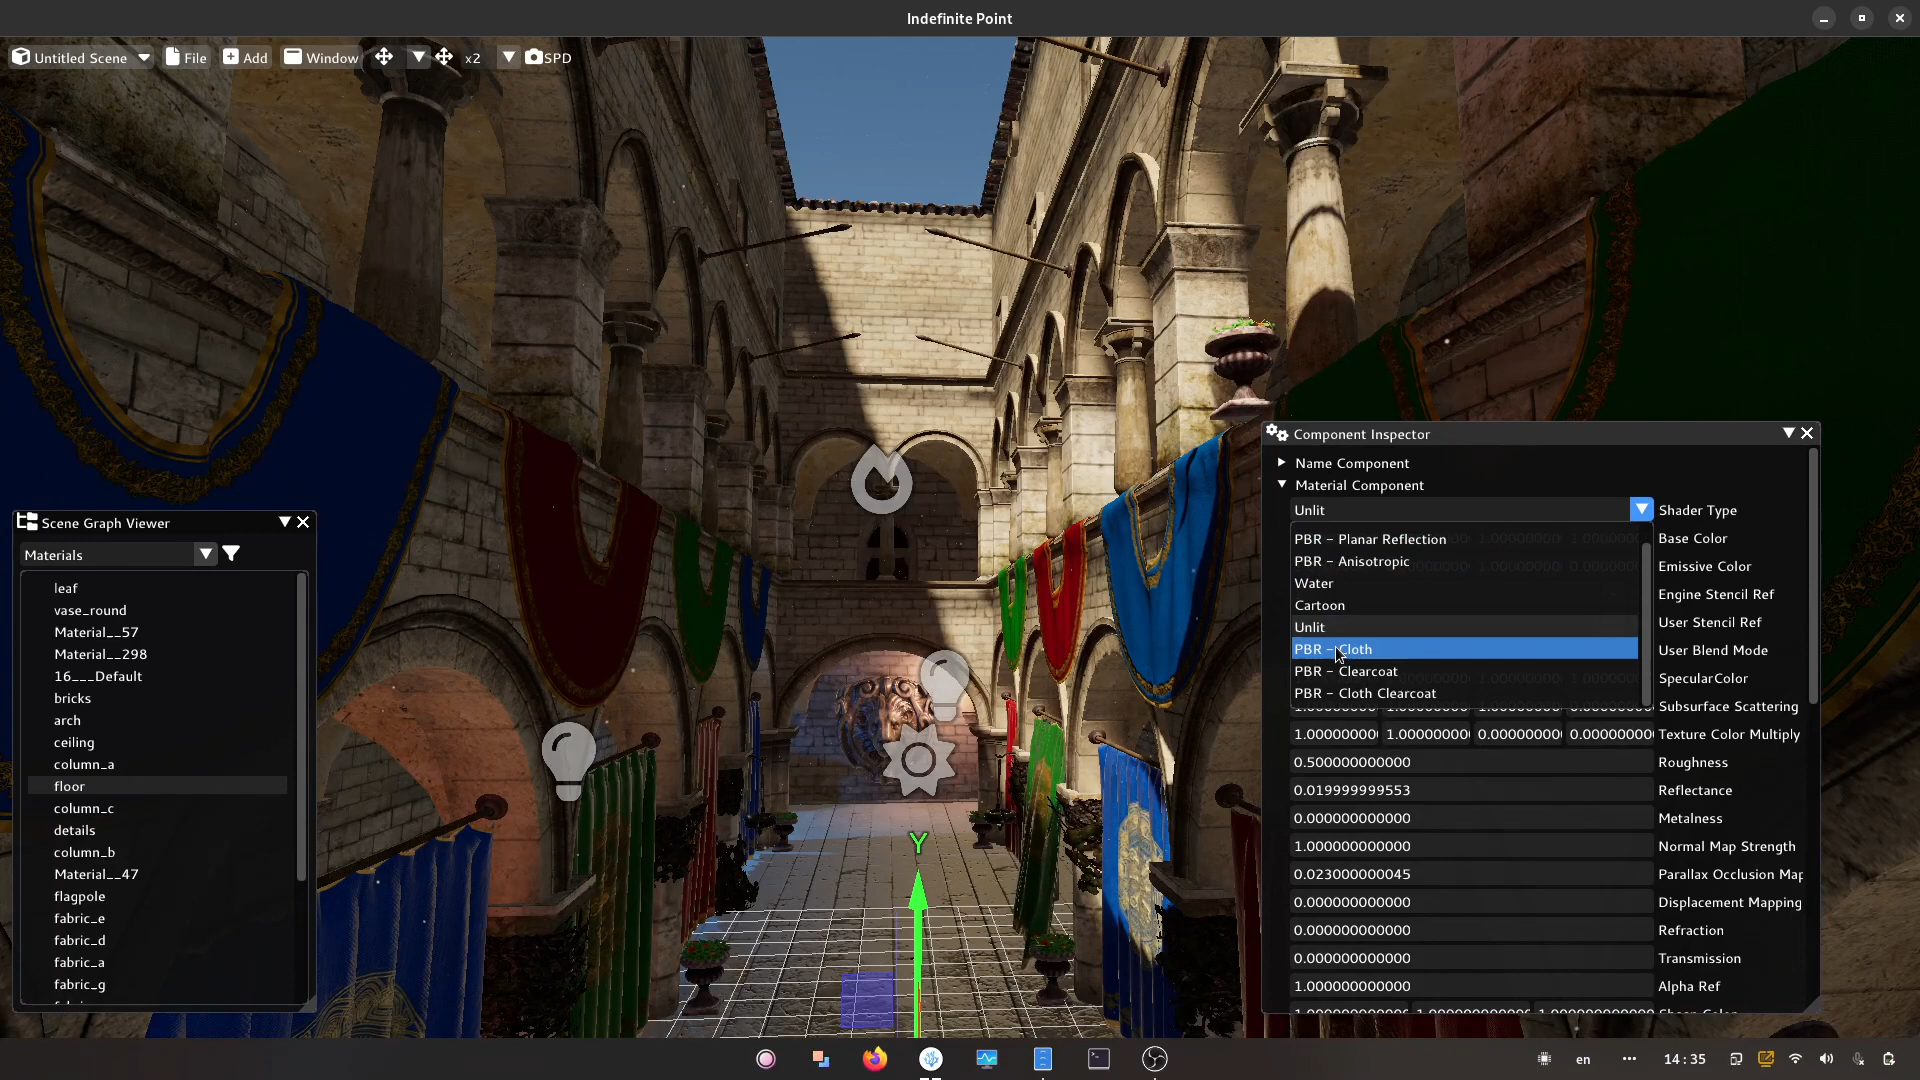 Indefinite Point
Untitled Scene File Add Window x2 SPD
Component Inspector
Name Component
Material Component
Unlit Shader Type
PBR - Planar Reflection Base Color
PBR - Anisotropic Emissive Color
Water Engine Stencil Ref
Cartoon User Stencil Ref
Unlit
PBR - Cloth User Blend Mode
PBR - Clearcoat SpecularColor
PBR - Cloth Clearcoat Subsurface Scattering
1.00000000 1.00000000 0.00000000 0.00000000 Texture Color Multiply
0.500000000000 Roughness
0.019999999553 Reflectance
0.000000000000 Metalness
1.000000000000 Normal Map Strength
0.023000000045 Parallax Occlusion Map
0.000000000000 Displacement Mapping
0.000000000000 Refraction
0.000000000000 Transmission
1.000000000000 Alpha Ref
Scene Graph Viewer
Materials
leaf
vase_round
Material__57
Material__298
16___Default
bricks
arch
ceiling
column_a
floor
column_c
details
column_b
Material__47
flagpole
fabric_e
fabric_d
fabric_a
fabric_g
Y
en 14:35